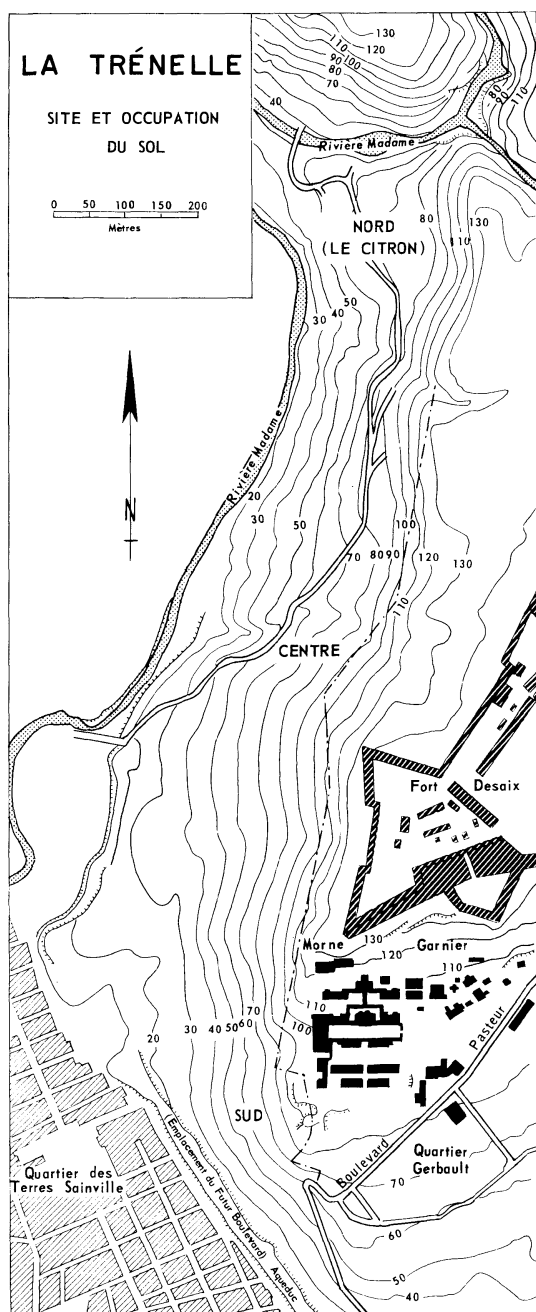 LA TRÉNELLE
SITE ET OCCUPATION
DU SOL
0 50 100 150 200
Mètres
130
110
120
100
90
80
70
40
80
90
110
Rivière Madame
NORD
(LE CITRON)
80
130
110
50
40
30
Rivière Madame
N
20
30
50
100
70
80
90
120
130
110
CENTRE
Fort Desaix
Morne Garnier
130
120
110
110
100
70
60
50
40
30
20
Pasteur
SUD
Boulevard
Quartier
Gerbault
Quartier des
Terres Sainville
Emplacement du Futur Boulevard
Aqueduc
70
60
50
40